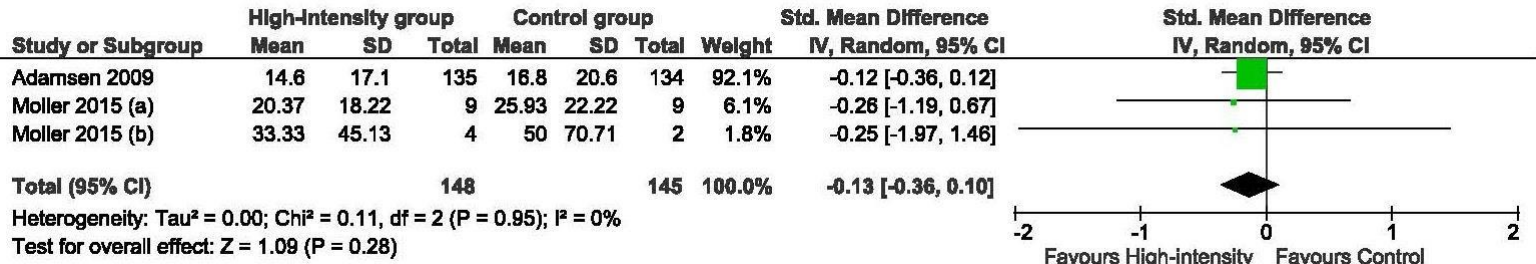 High-intensity group Control group Std. Mean Difference Std. Mean Difference
Study or Subgroup Mean SD Total Mean SD Total Weight IV, Random, 95% CI IV, Random, 95% CI
Adamsen 2009 14.6 17.1 135 16.8 20.6 134 92.1% -0.12 [-0.36, 0.12]
Moller 2015 (a) 20.37 18.22 9 25.93 22.22 9 6.1% -0.26 [-1.19, 0.67]
Moller 2015 (b) 33.33 45.13 4 50 70.71 2 1.8% -0.25 [-1.97, 1.46]
Total (95% CI) 148 145 100.0% -0.13 [-0.36, 0.10]
Heterogeneity: Tau² = 0.00; Chi² = 0.11, df = 2 (P = 0.95); I² = 0%
Test for overall effect: Z = 1.09 (P = 0.28)
-2 -1 0 1 2
Favours High-intensity Favours Control